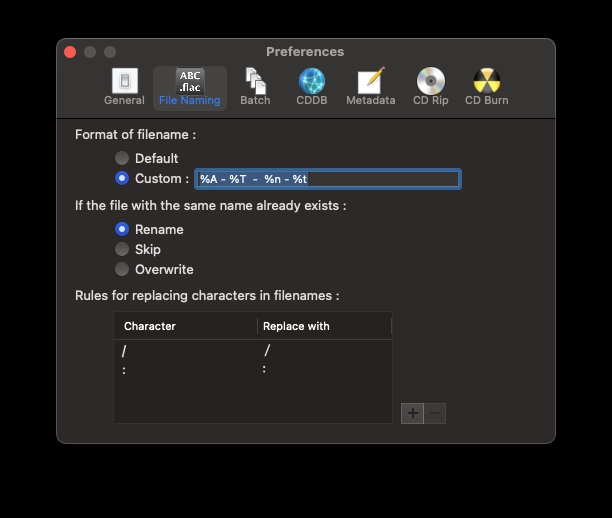 Preferences
General
ABC
.flac
File Naming
Batch
CDDB
Metadata
CD Rip
CD Burn
Format of filename :
Default
Custom : %A - %T  -  %n - %t
If the file with the same name already exists :
Rename
Skip
Overwrite
Rules for replacing characters in filenames :
Character Replace with
/ /
: :
+ −